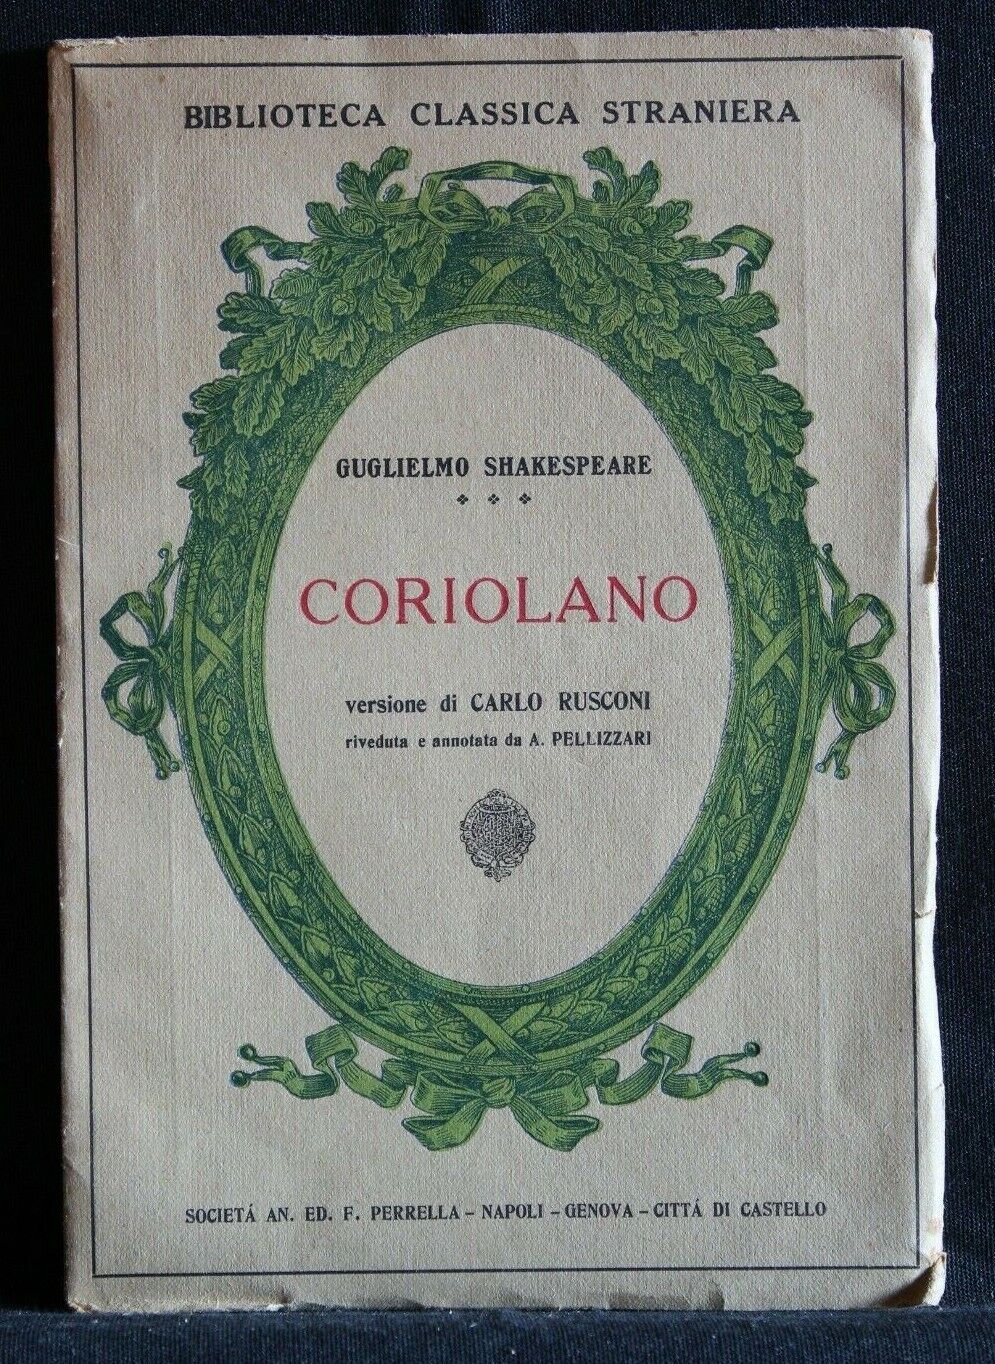 BIBLIOTECA CLASSICA STRANIERA
GUGLIELMO SHAKESPEARE
CORIOLANO
versione di CARLO RUSCONI
riveduta e annotata da A. PELLIZZARI
SOCIETÁ AN. ED. F. PERRELLA - NAPOLI - GENOVA - CITTÁ DI CASTELLO